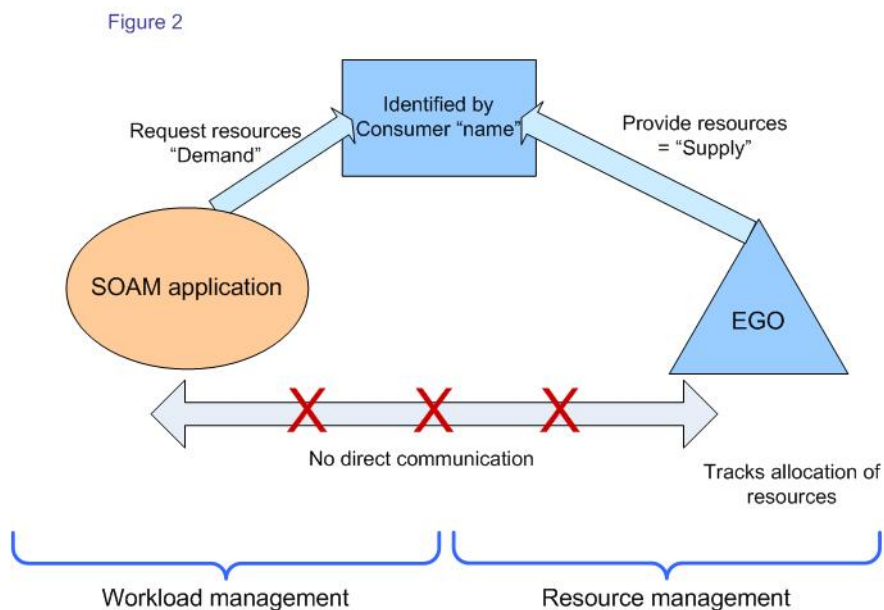 Figure 2
Identified by
Consumer “name”
Request resources
“Demand”
Provide resources
= “Supply”
SOAM application
EGO
No direct communication
Tracks allocation of
resources
Workload management
Resource management